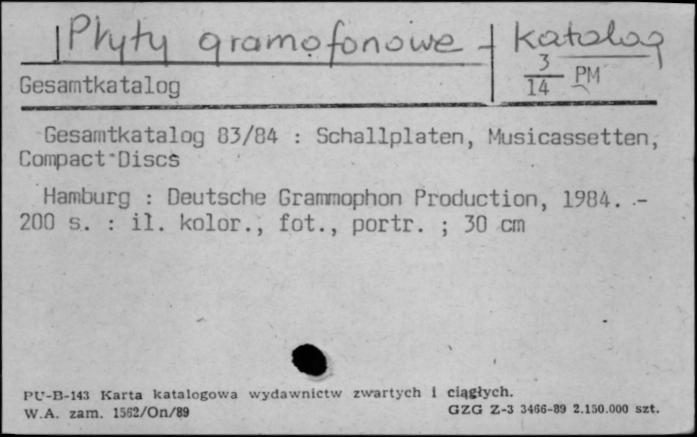 Płyty gramofonowe - katalog
3
14 PM
Gesamtkatalog
Gesamtkatalog 83/84 : Schallplaten, Musicassetten,
Compact Discs
Hamburg : Deutsche Grammophon Production, 1984. -
200 s. : il. kolor., fot., portr. ; 30 cm
PU-B-143 Karta katalogowa wydawnictw zwartych i ciągłych.
W.A. zam. 1562/On/89 GZG Z-3 3466-89 2.150.000 szt.